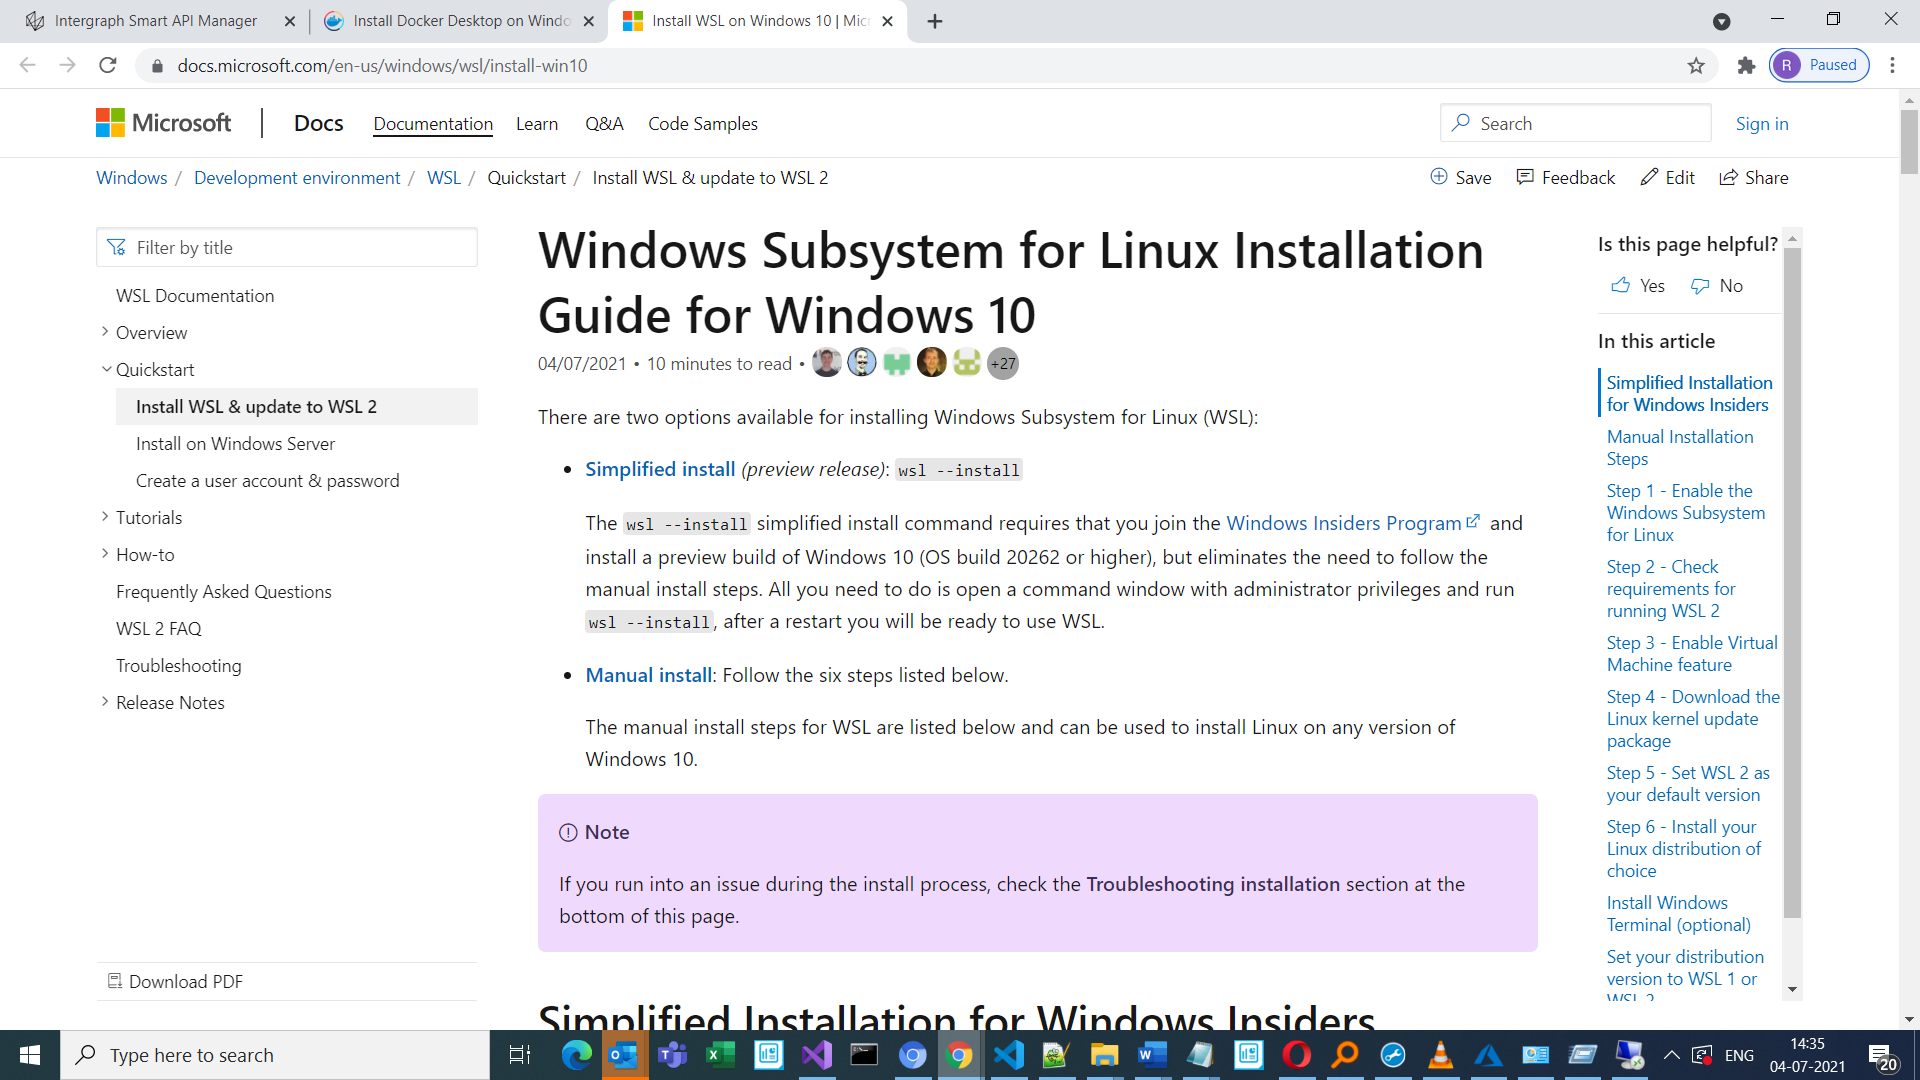 Intergraph Smart API Manager
Install Docker Desktop on Windo
Install WSL on Windows 10 | Mic
docs.microsoft.com/en-us/windows/wsl/install-win10
R Paused
Microsoft
Docs
Documentation
Learn
Q&A
Code Samples
Search
Sign in
Windows / Development environment / WSL / Quickstart / Install WSL & update to WSL 2
Save
Feedback
Edit
Share
Filter by title
WSL Documentation
Overview
Quickstart
Install WSL & update to WSL 2
Install on Windows Server
Create a user account & password
Tutorials
How-to
Frequently Asked Questions
WSL 2 FAQ
Troubleshooting
Release Notes
Download PDF
Windows Subsystem for Linux Installation
Guide for Windows 10
04/07/2021 • 10 minutes to read • +27
There are two options available for installing Windows Subsystem for Linux (WSL):
• Simplified install (preview release): wsl --install
The wsl --install simplified install command requires that you join the Windows Insiders Program and
install a preview build of Windows 10 (OS build 20262 or higher), but eliminates the need to follow the
manual install steps. All you need to do is open a command window with administrator privileges and run
wsl --install, after a restart you will be ready to use WSL.
• Manual install: Follow the six steps listed below.
The manual install steps for WSL are listed below and can be used to install Linux on any version of
Windows 10.
Note
If you run into an issue during the install process, check the Troubleshooting installation section at the
bottom of this page.
Simplified Installation for Windows Insiders
Is this page helpful?
Yes
No
In this article
Simplified Installation
for Windows Insiders
Manual Installation
Steps
Step 1 - Enable the
Windows Subsystem
for Linux
Step 2 - Check
requirements for
running WSL 2
Step 3 - Enable Virtual
Machine feature
Step 4 - Download the
Linux kernel update
package
Step 5 - Set WSL 2 as
your default version
Step 6 - Install your
Linux distribution of
choice
Install Windows
Terminal (optional)
Set your distribution
version to WSL 1 or
WSL 2
Type here to search
ENG
14:35
04-07-2021
20